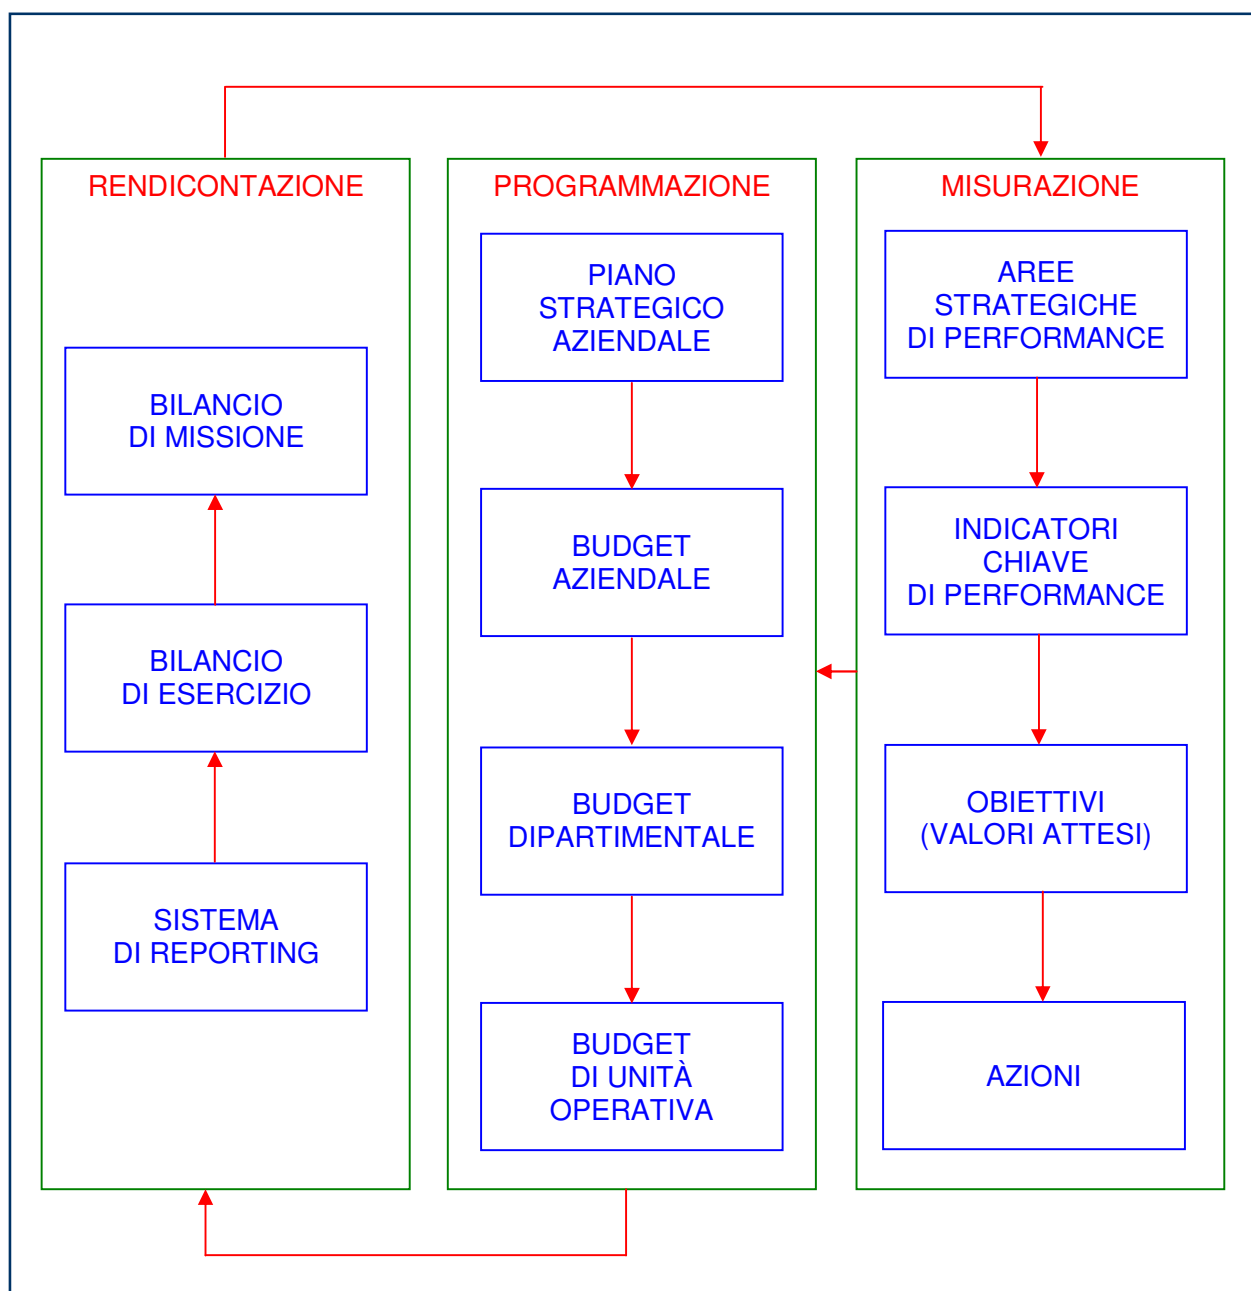 RENDICONTAZIONE
BILANCIO
DI MISSIONE
BILANCIO
DI ESERCIZIO
SISTEMA
DI REPORTING
PROGRAMMAZIONE
PIANO
STRATEGICO
AZIENDALE
BUDGET
AZIENDALE
BUDGET
DIPARTIMENTALE
BUDGET
DI UNITÀ
OPERATIVA
MISURAZIONE
AREE
STRATEGICHE
DI PERFORMANCE
INDICATORI
CHIAVE
DI PERFORMANCE
OBIETTIVI
(VALORI ATTESI)
AZIONI